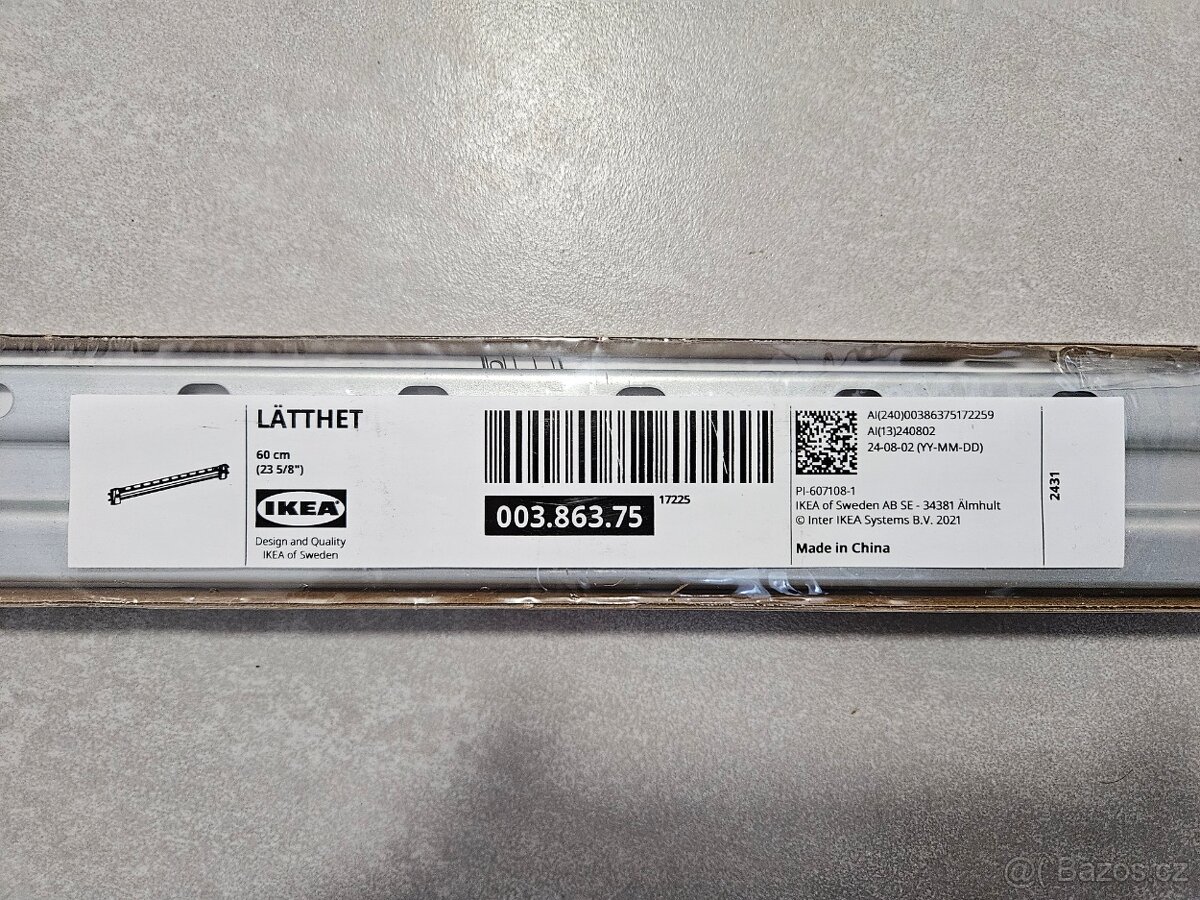 LÄTTHET
60 cm
(23 5/8")
IKEA
Design and Quality
IKEA of Sweden
17225
003.863.75
AI(240)00386375172259
AI(13)240802
24-08-02 (YY-MM-DD)
PI-607108-1
IKEA of Sweden AB SE - 34381 Älmhult
© Inter IKEA Systems B.V. 2021
Made in China
2431
@( Bazos.cz